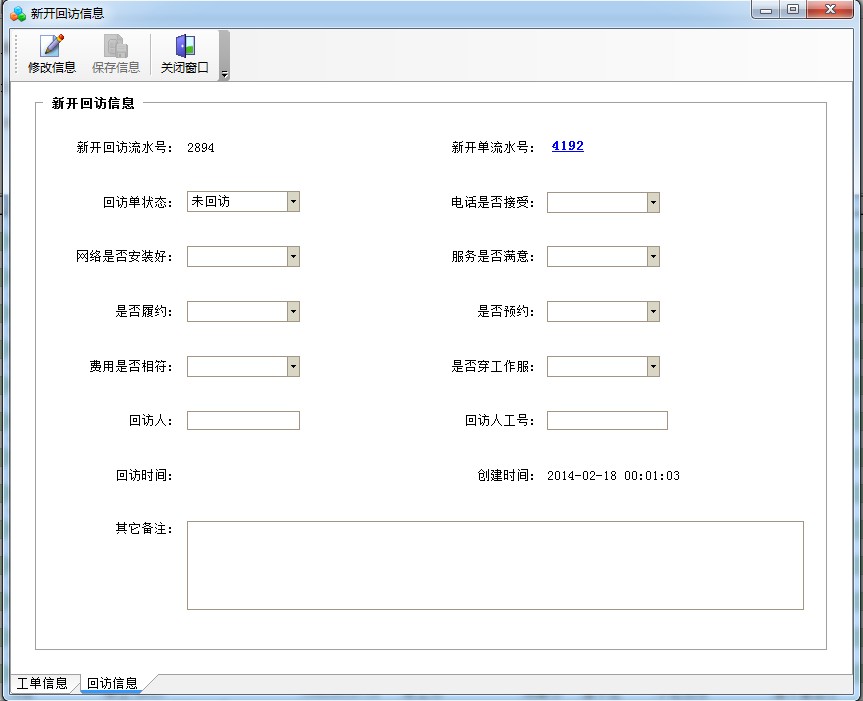 新开回访信息
修改信息 保存信息 关闭窗口
新开回访信息
新开回访流水号： 2894 新开单流水号： 4192
回访单状态： 未回访 电话是否接受：
网络是否安装好： 服务是否满意：
是否履约： 是否预约：
费用是否相符： 是否穿工作服：
回访人： 回访人工号：
回访时间： 创建时间： 2014-02-18 00:01:03
其它备注：
工单信息 回访信息